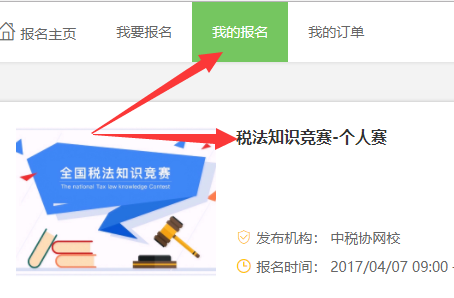 报名主页 我要报名 我的报名 我的订单
税法知识竞赛-个人赛
全国税法知识竞赛
The national Tax law knowledge Contest
发布机构： 中税协网校
报名时间： 2017/04/07 09:00 -